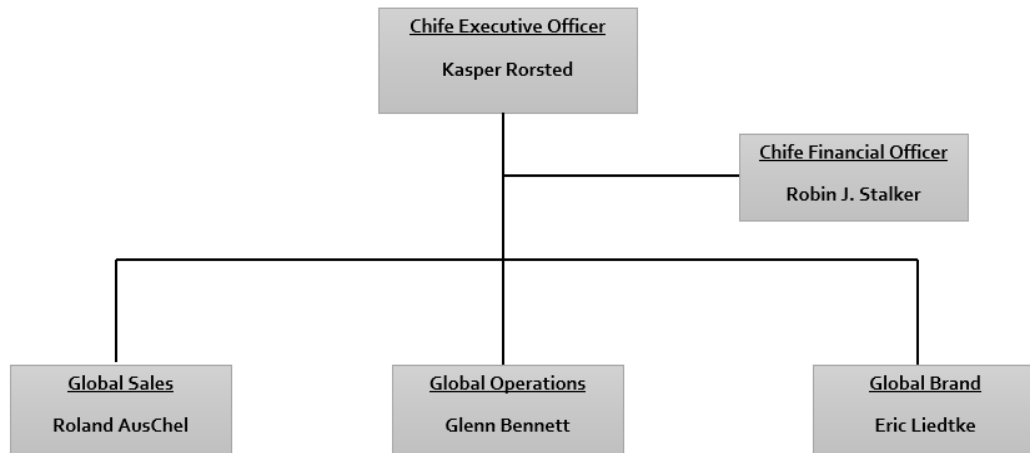 Chife Executive Officer
Kasper Rorsted
Chife Financial Officer
Robin J. Stalker
Global Sales
Roland AusChel
Global Operations
Glenn Bennett
Global Brand
Eric Liedtke